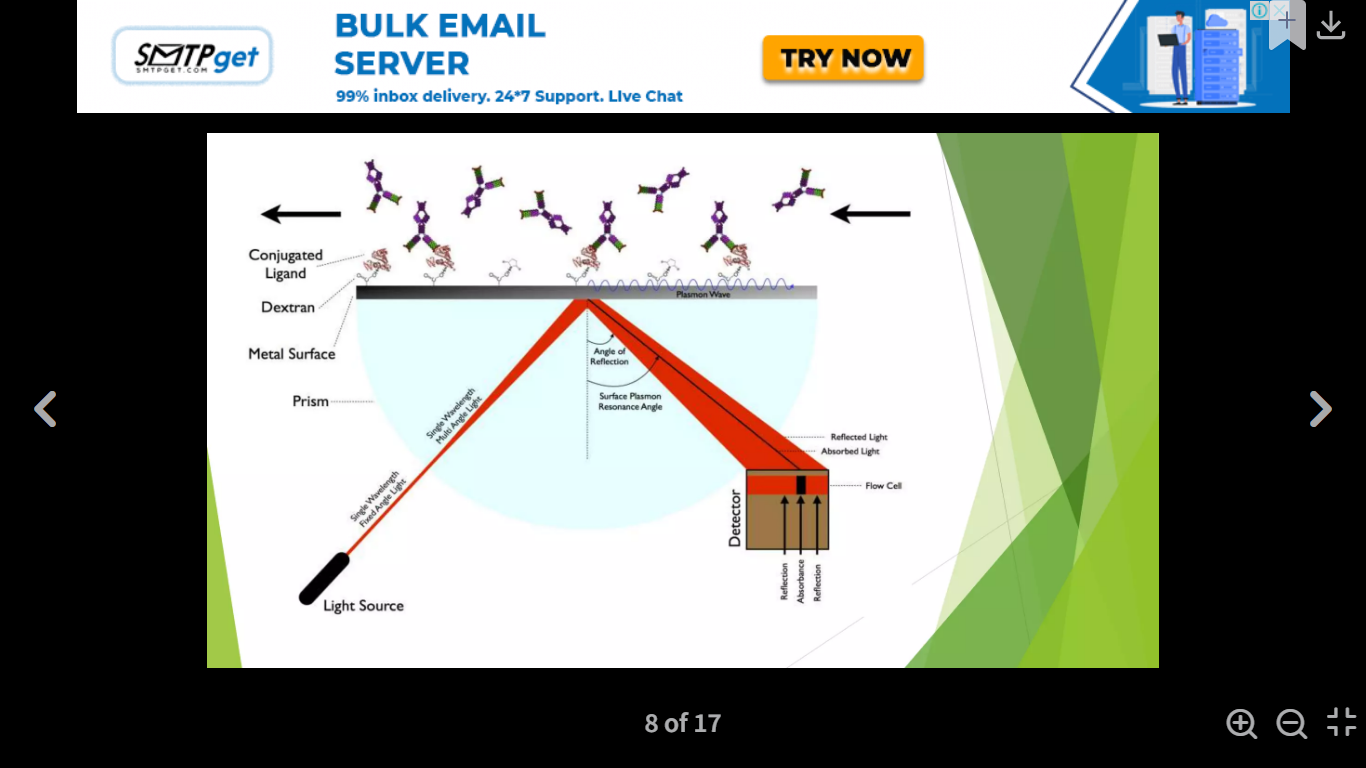 SMTPget
SMTPGET.COM
BULK EMAIL
SERVER
99% inbox delivery. 24*7 Support. LIve Chat
TRY NOW
Conjugated
Ligand
Dextran
Metal Surface
Prism
Plasmon Wave
Angle of
Reflection
Surface Plasmon
Resonance Angle
Single Wavelength
Multi Angle Light
Single Wavelength
Fixed Angle Light
Light Source
Reflected Light
Absorbed Light
Flow Cell
Detector
Reflection
Absorbance
Reflection
8 of 17